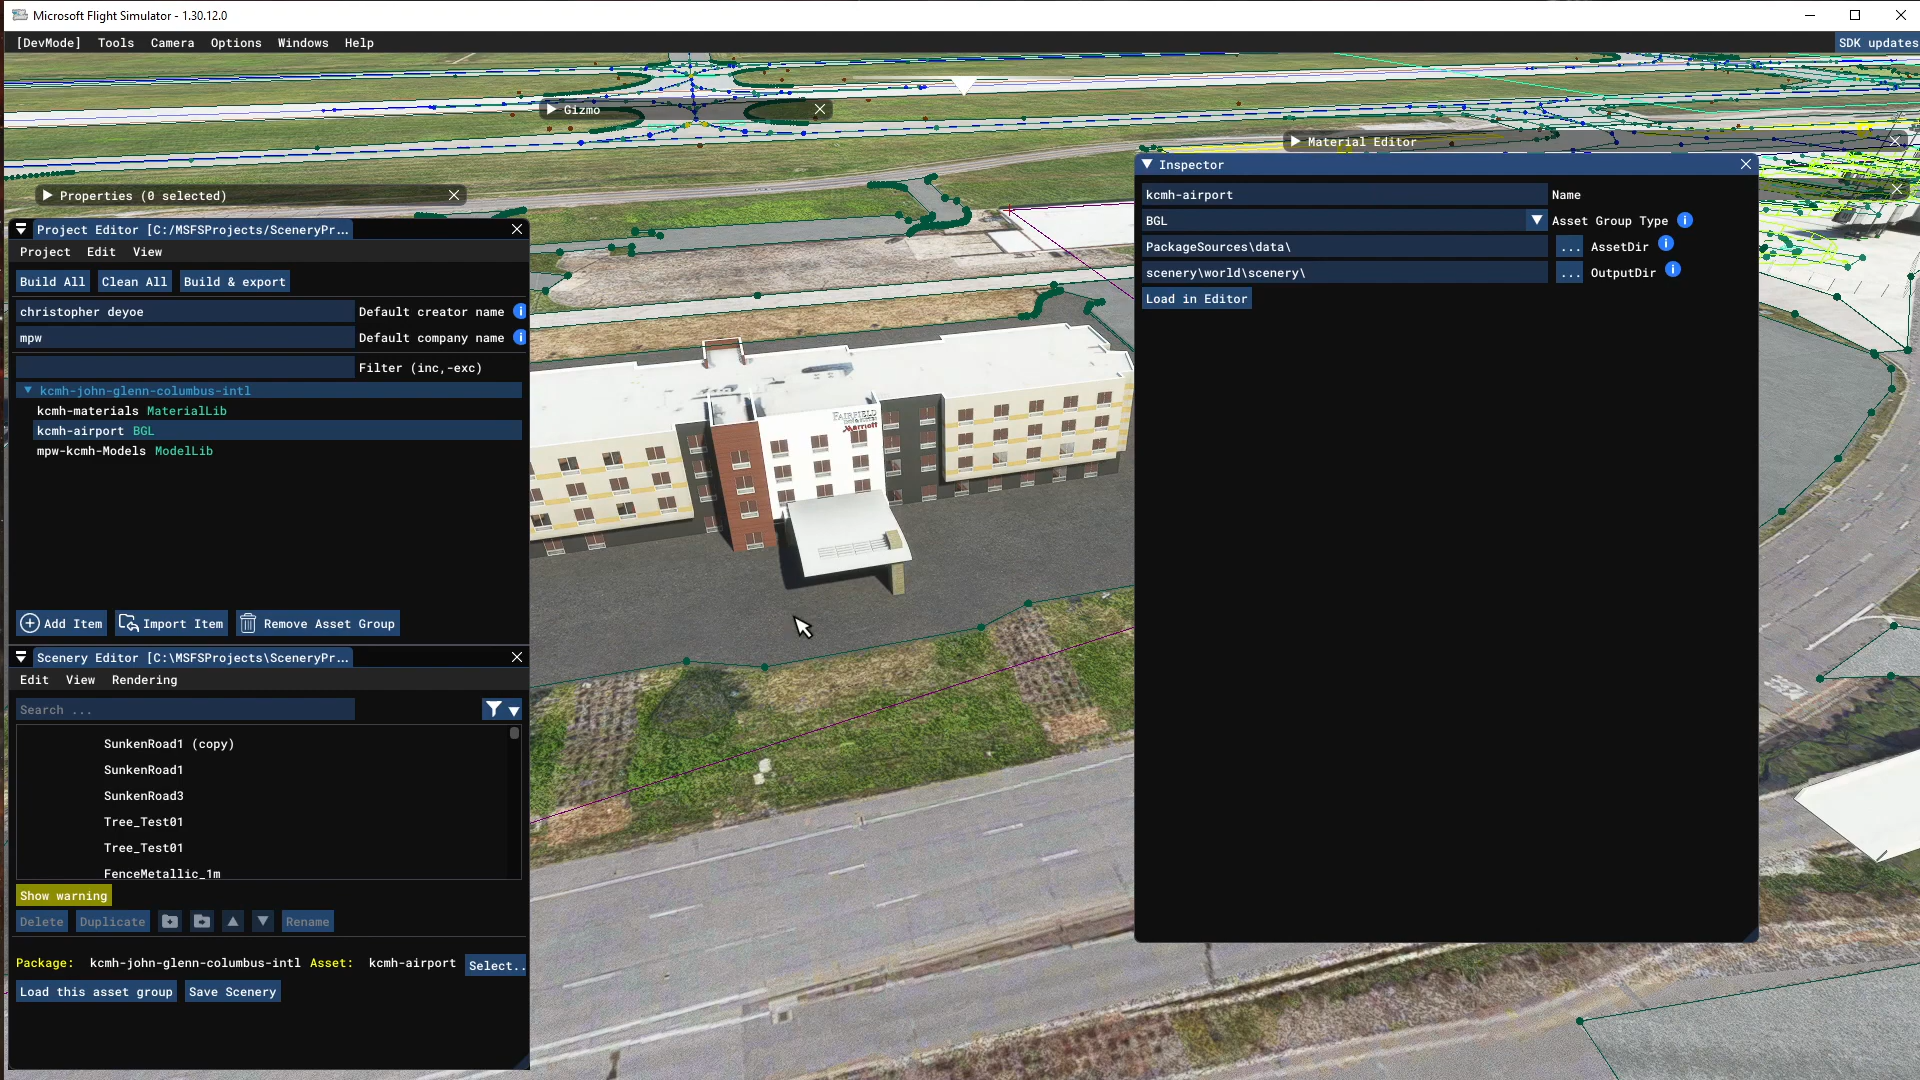 Microsoft Flight Simulator - 1.30.12.0
[DevMode] Tools Camera Options Windows Help
SDK updates
Gizmo
Material Editor
Properties (0 selected)
Project Editor [C:/MSFSProjects/SceneryPr...
Project Edit View
Build All Clean All Build & export
christopher deyoe Default creator name
mpw Default company name
Filter (inc,-exc)
kcmh-john-glenn-columbus-intl
kcmh-materials MaterialLib
kcmh-airport BGL
mpw-kcmh-Models ModelLib
Add Item Import Item Remove Asset Group
Scenery Editor [C:\MSFSProjects\SceneryPr...
Edit View Rendering
Search ...
SunkenRoad1 (copy)
SunkenRoad1
SunkenRoad3
Tree_Test01
Tree_Test01
FenceMetallic_1m
Show warning
Delete Duplicate Rename
Package: kcmh-john-glenn-columbus-intl Asset: kcmh-airport Select..
Load this asset group Save Scenery
FAIRFIELD
Marriott
Inspector
kcmh-airport Name
BGL Asset Group Type
PackageSources\data\ ... AssetDir
scenery\world\scenery\ ... OutputDir
Load in Editor